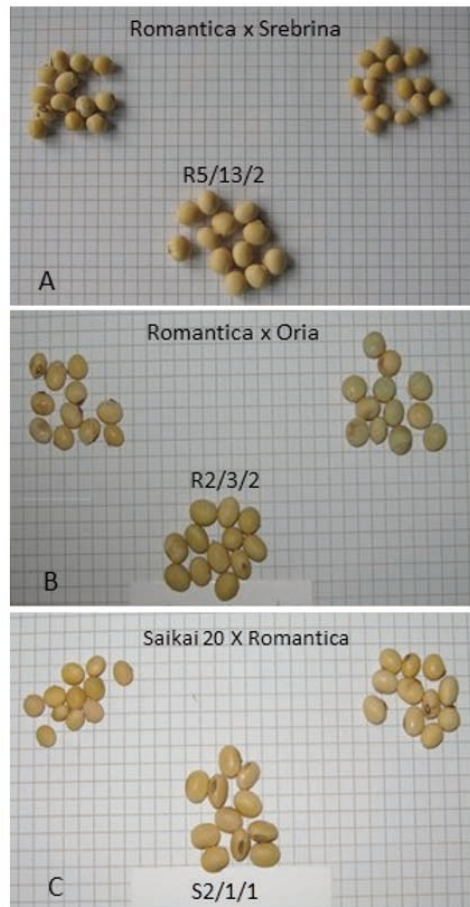 Romantica x Srebrina
R5/13/2
A
Romantica x Oria
R2/3/2
B
Saikai 20 X Romantica
C
S2/1/1